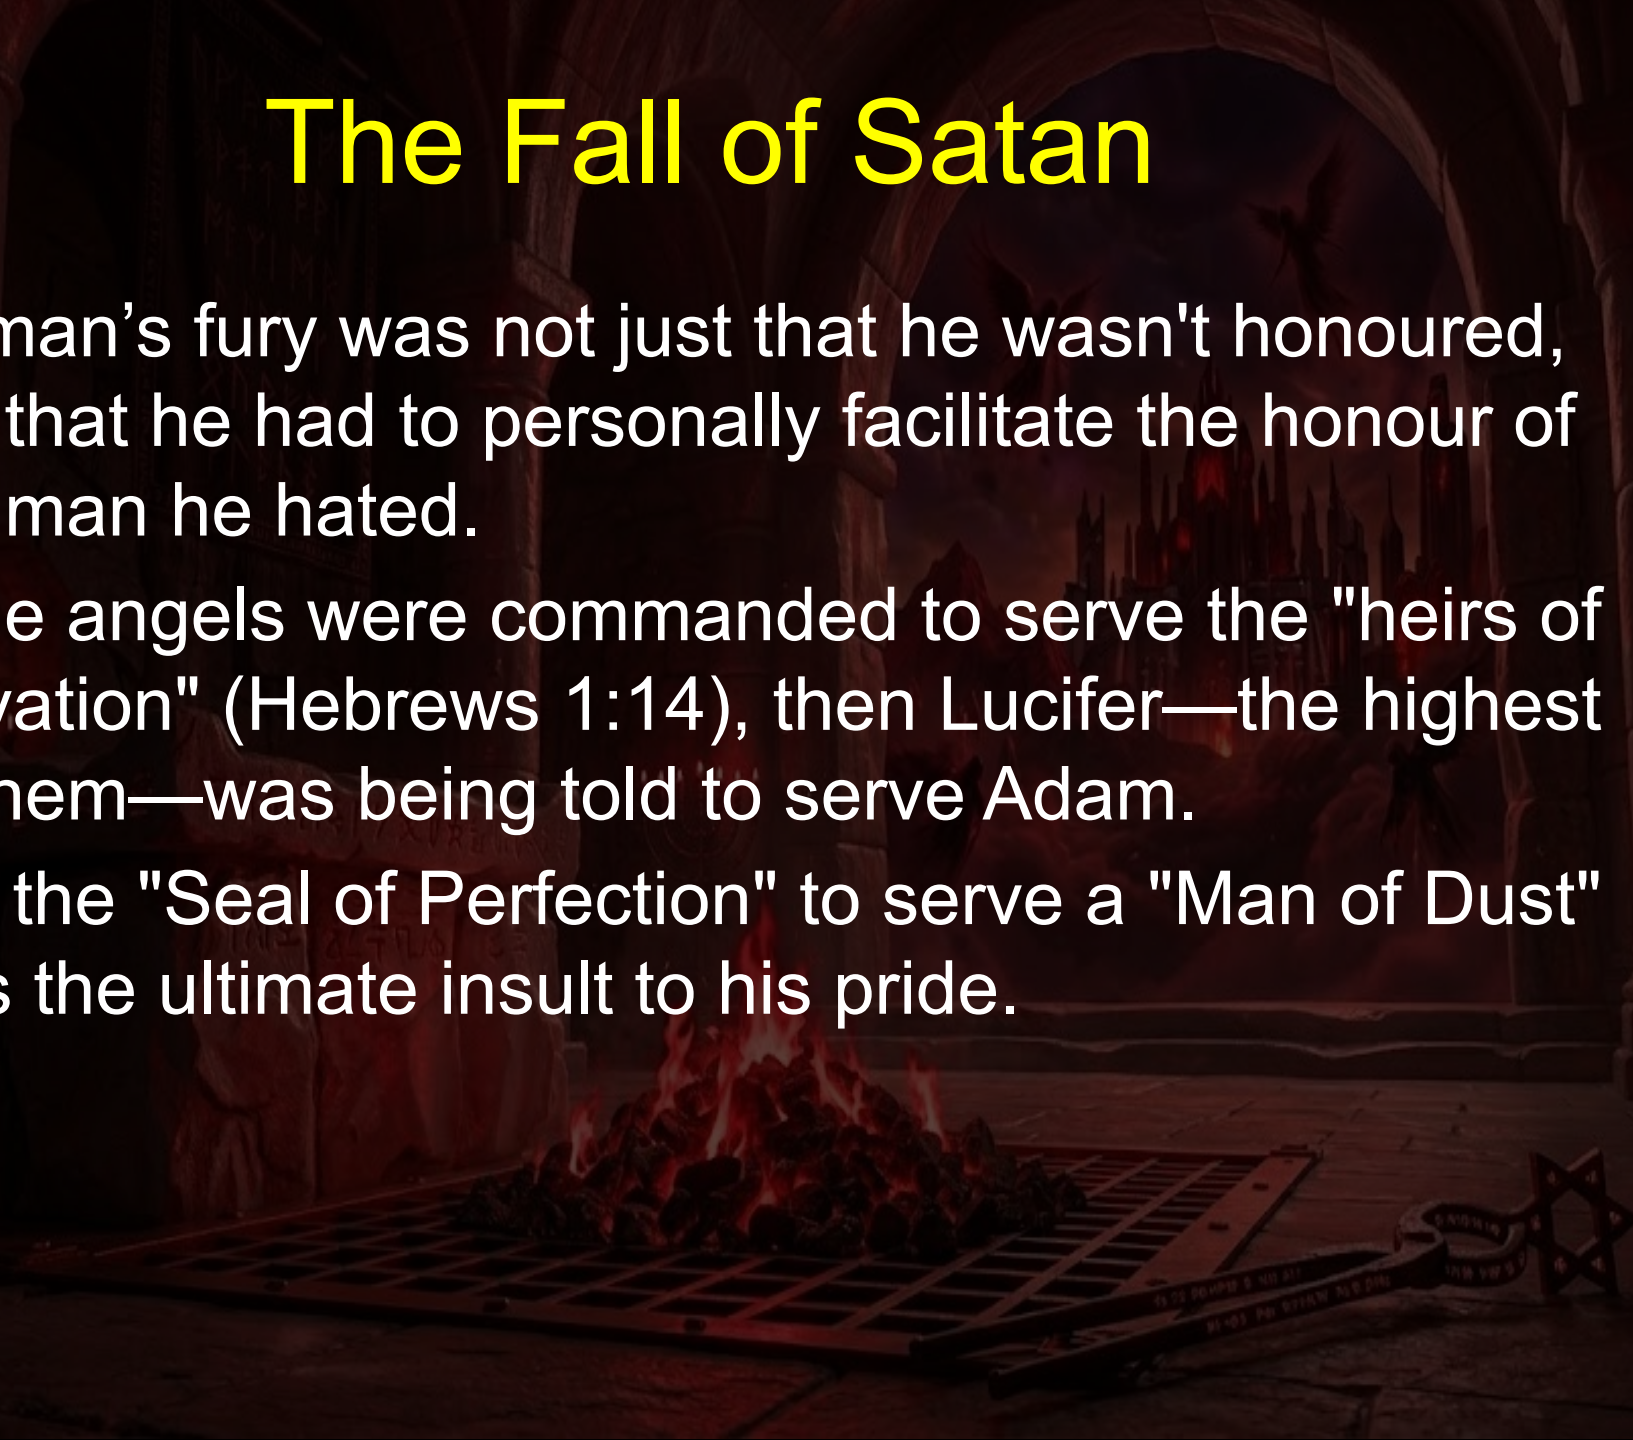 The Fall of Satan
man’s fury was not just that he wasn't honoured,
that he had to personally facilitate the honour of
man he hated.
e angels were commanded to serve the "heirs of
vation" (Hebrews 1:14), then Lucifer—the highest
hem—was being told to serve Adam.
the "Seal of Perfection" to serve a "Man of Dust"
s the ultimate insult to his pride.